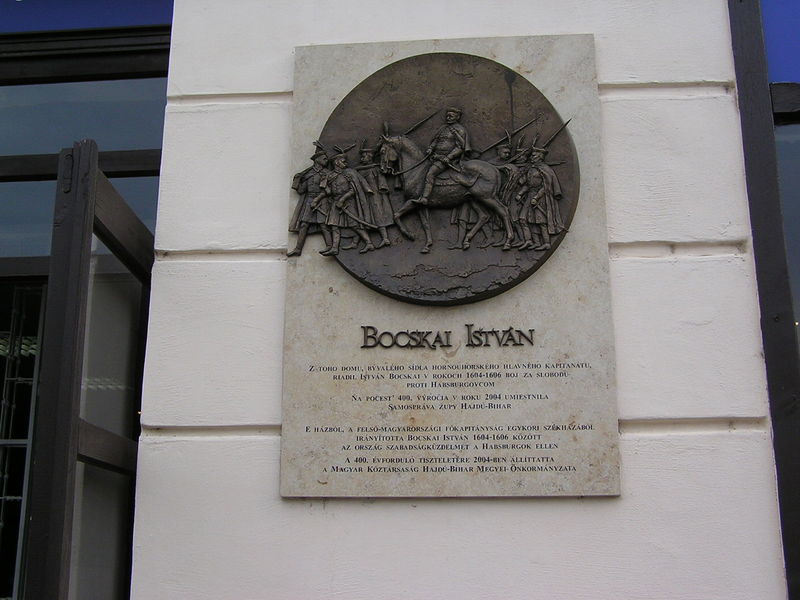 BOCSKAI ISTVÁN
Z TOHO DOMU, BÝVALÉHO SÍDLA HORNOUHORSKÉHO HLAVNÉHO KAPITANÁTU,
RIADIL ISTVÁN BOCSKAI V ROKOCH 1604-1606 BOJ ZA SLOBODU
PROTI HABSBURGOVCOM
NA POČESŤ 400. VÝROČIA V ROKU 2004 UMIESTNILA
SAMOSPRÁVA ŽUPY HAJDÚ-BIHAR
E HÁZBÓL, A FELSŐ-MAGYARORSZÁGI FŐKAPITÁNYSÁG EGYKORI SZÉKHÁZÁBÓL
IRÁNYÍTOTTA BOCSKAI ISTVÁN 1604-1606 KÖZÖTT
AZ ORSZÁG SZABADSÁGKÜZDELMÉT A HABSBURGOK ELLEN
A 400. ÉVFORDULÓ TISZTELETÉRE 2004-BEN ÁLLÍTTATTA
A MAGYAR KÖZTÁRSASÁG HAJDÚ-BIHAR MEGYEI ÖNKORMÁNYZATA